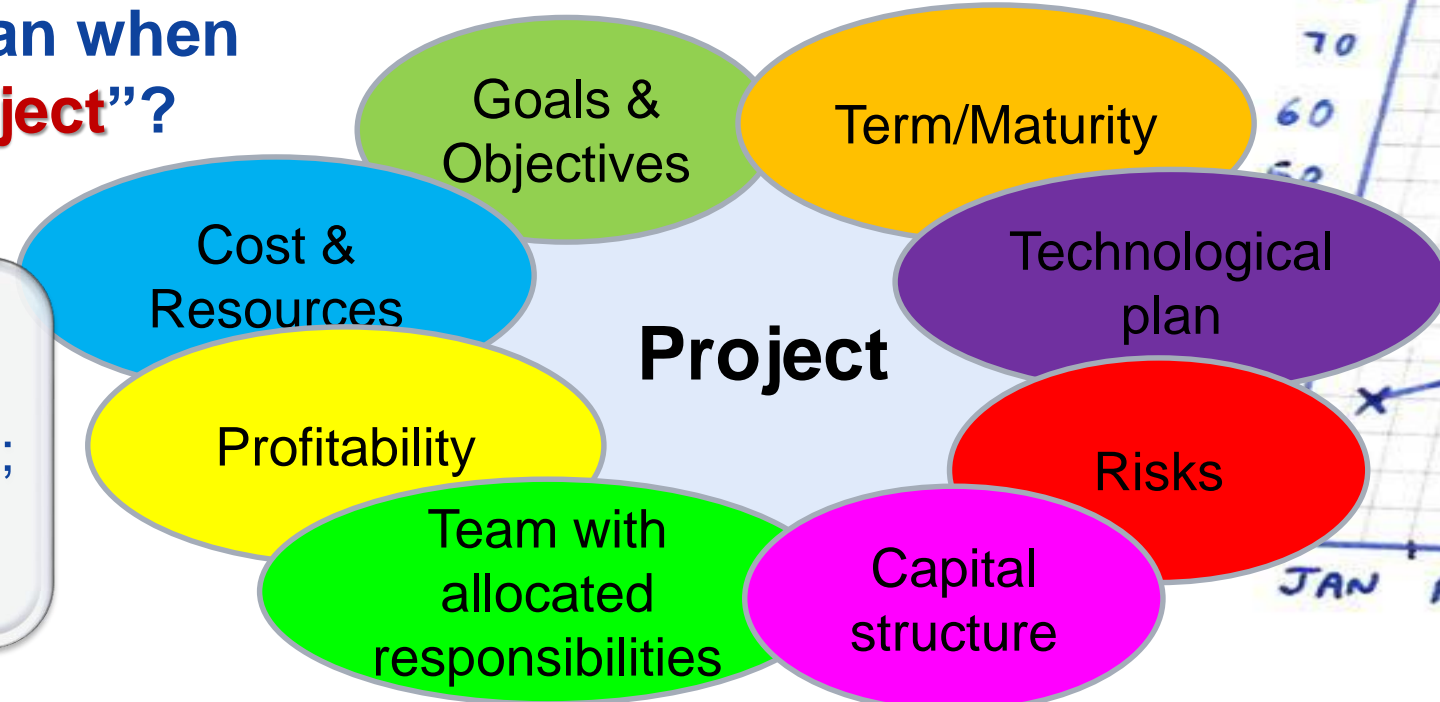 an when
ject”?
Goals &
Objectives
Term/Maturity
Cost &
Resources
Technological
plan
Project
Profitability
;
Risks
Team with
allocated
responsibilities
Capital
structure
70
60
JAN